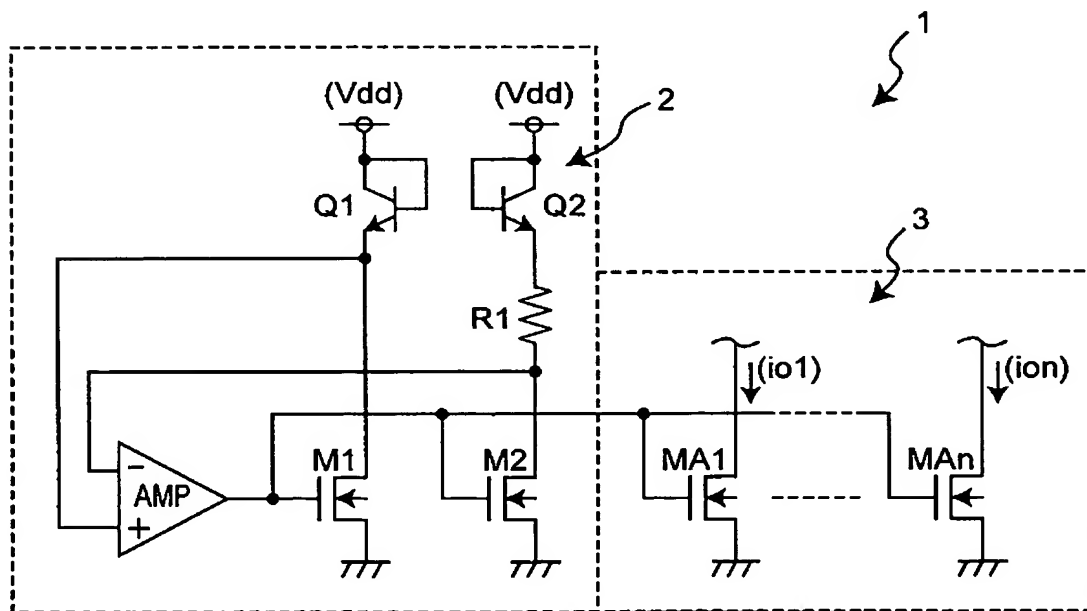 1
(Vdd) (Vdd)
2
Q1 Q2
3
R1
(io1) (ion)
M1 M2 MA1 MAn
-
AMP
+